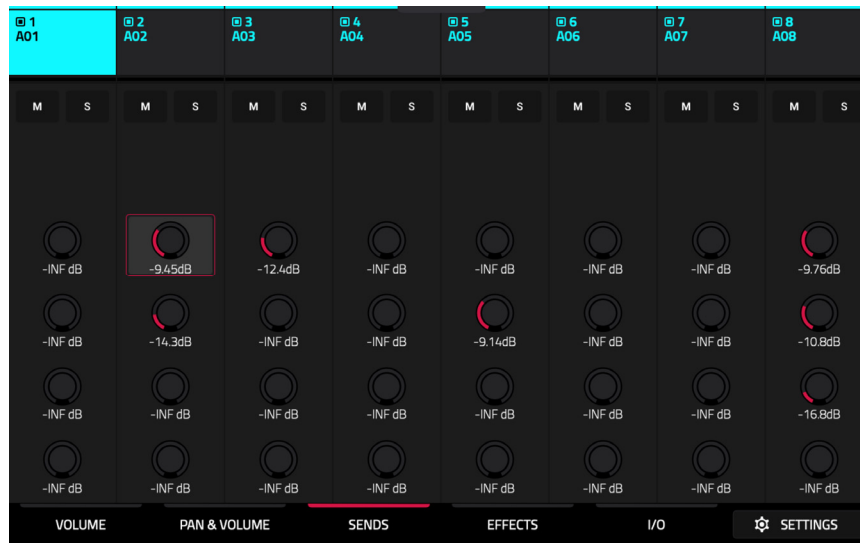 1 2 3 4 5 6 7 8
A01 A02 A03 A04 A05 A06 A07 A08
M S M S M S M S M S M S M S M S
-INF dB -9.45dB -12.4dB -INF dB -INF dB -INF dB -INF dB -9.76dB
-INF dB -14.3dB -INF dB -INF dB -9.14dB -INF dB -INF dB -10.8dB
-INF dB -INF dB -INF dB -INF dB -INF dB -INF dB -INF dB -16.8dB
-INF dB -INF dB -INF dB -INF dB -INF dB -INF dB -INF dB -INF dB
VOLUME PAN & VOLUME SENDS EFFECTS I/O SETTINGS